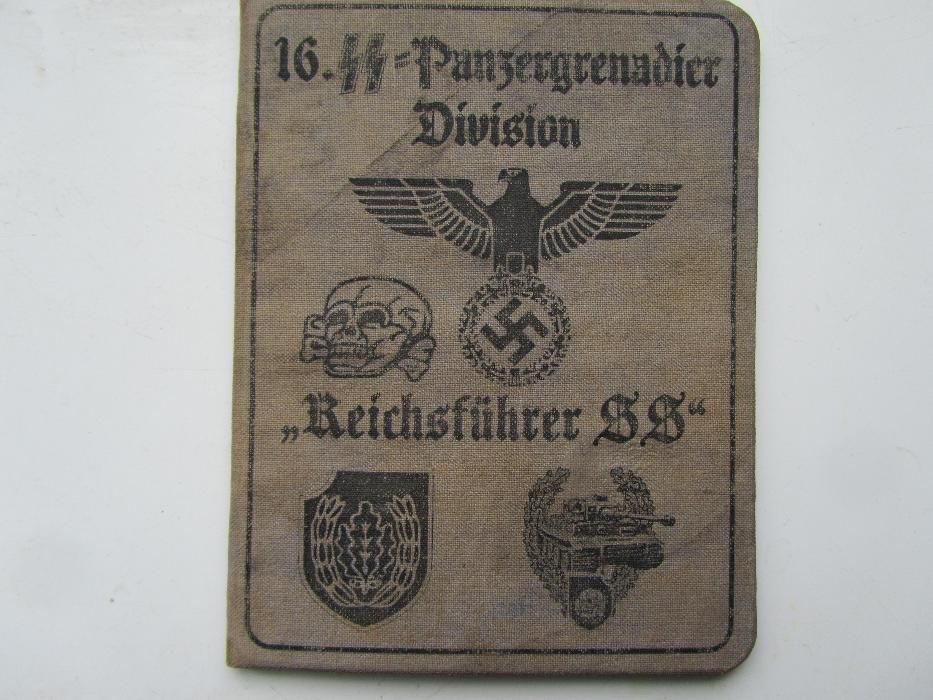 16. SS-Panzergrenadier
Division
„Reichsführer SS“